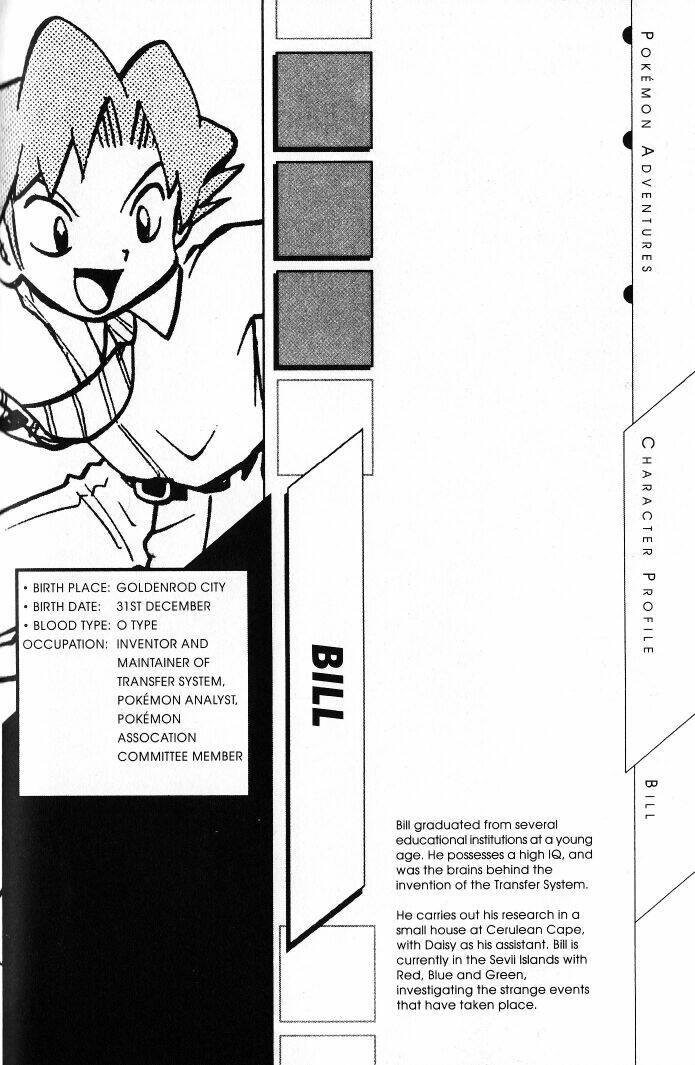 POKÉMON ADVENTURES
CHARACTER PROFILE
BILL
BILL
• BIRTH PLACE: GOLDENROD CITY
• BIRTH DATE: 31ST DECEMBER
• BLOOD TYPE: O TYPE
OCCUPATION: INVENTOR AND
MAINTAINER OF
TRANSFER SYSTEM,
POKÉMON ANALYST,
POKÉMON
ASSOCATION
COMMITTEE MEMBER
Bill graduated from several
educational institutions at a young
age. He possesses a high IQ, and
was the brains behind the
invention of the Transfer System.
He carries out his research in a
small house at Cerulean Cape,
with Daisy as his assistant. Bill is
currently in the Sevii Islands with
Red, Blue and Green,
investigating the strange events
that have taken place.